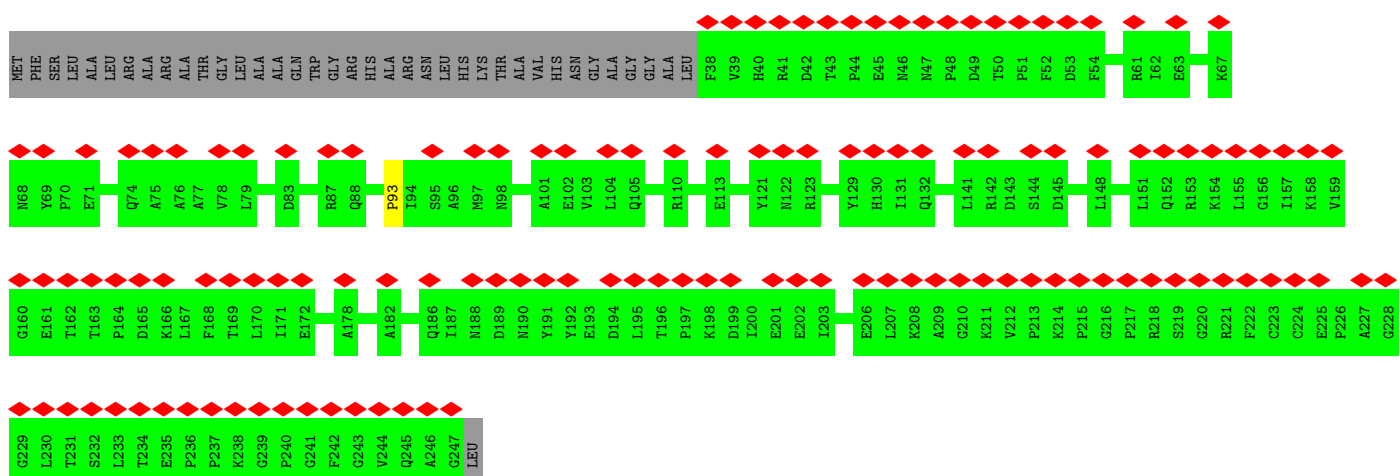 MET PHE SER LEU ALA LEU ARG ALA ARG ALA THR GLY LEU ALA ALA GLN TRP GLY ARG HIS ALA ARG ASN LEU HIS LYS THR ALA VAL HIS ASN GLY ALA GLY GLY ALA LEU F38 V39 H40 R41 D42 T43 P44 E45 N46 N47 P48 D49 T50 P51 F52 D53 F54 R61 I62 E63 K67
N68 Y69 P70 E71 Q74 A75 A76 A77 V78 L79 D83 R87 Q88 P93 I94 S95 A96 M97 N98 A101 E102 V103 L104 Q105 R110 E113 Y121 N122 R123 Y129 H130 I131 Q132 L141 R142 D143 S144 D145 L148 L151 Q152 R153 K154 L155 G156 I157 K158 V159
G160 E161 T162 T163 P164 D165 K166 L167 F168 T169 L170 I171 E172 A178 A182 Q186 I187 N188 D189 N190 Y191 Y192 E193 D194 L195 T196 P197 K198 D199 I200 E201 E202 I203 E206 L207 K208 A209 G210 K211 V212 P213 K214 P215 G216 P217 R218 S219 G220 R221 F222 C223 C224 E225 P226 A227 G228
G229 L230 T231 S232 L233 T234 E235 P236 P237 K238 G239 P240 G241 F242 G243 V244 Q245 A246 G247 LEU